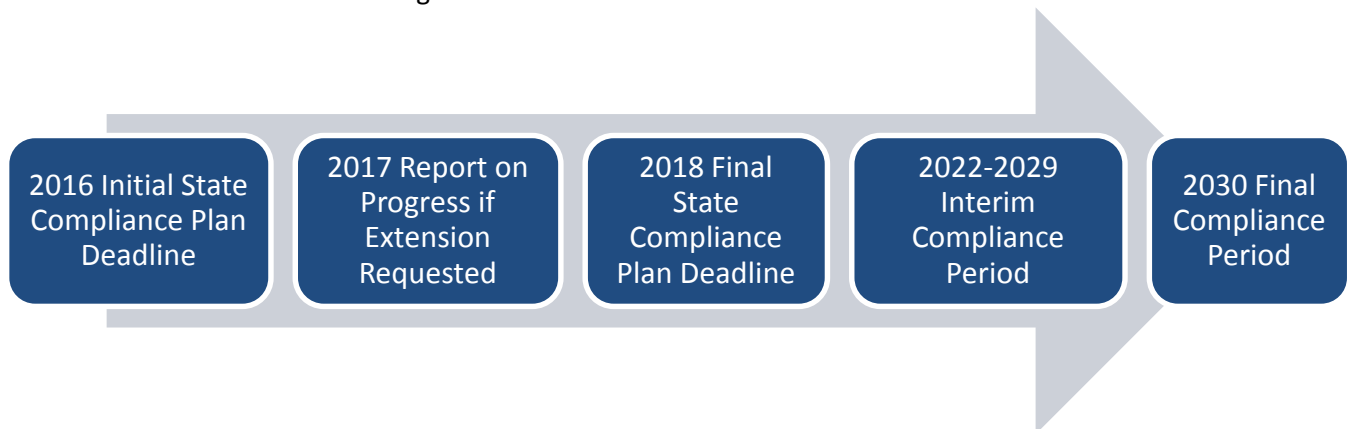 2016 Initial State
Compliance Plan
Deadline
2017 Report on
Progress if
Extension
Requested
2018 Final
State
Compliance
Plan Deadline
2022-2029
Interim
Compliance
Period
2030 Final
Compliance
Period